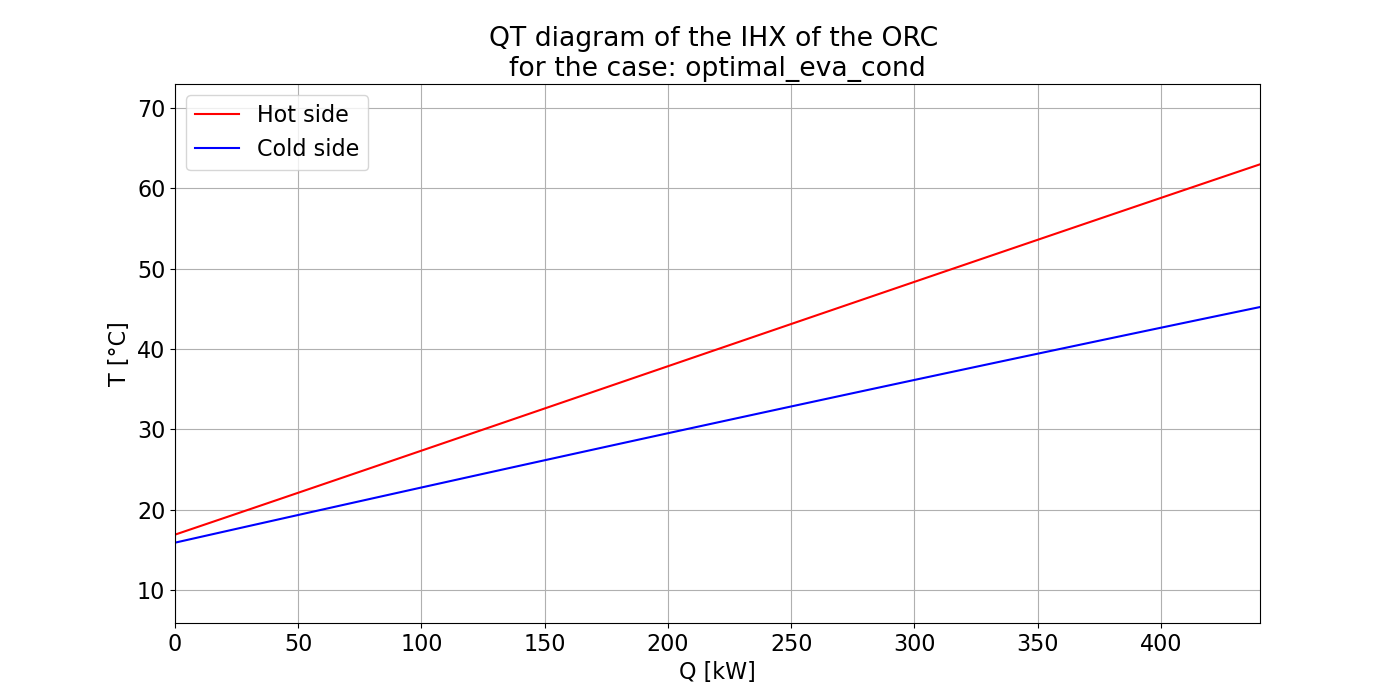 QT diagram of the IHX of the ORC
for the case: optimal_eva_cond
Hot side
Cold side
T [°C]
70
60
50
40
30
20
10
0 50 100 150 200 250 300 350 400
Q [kW]